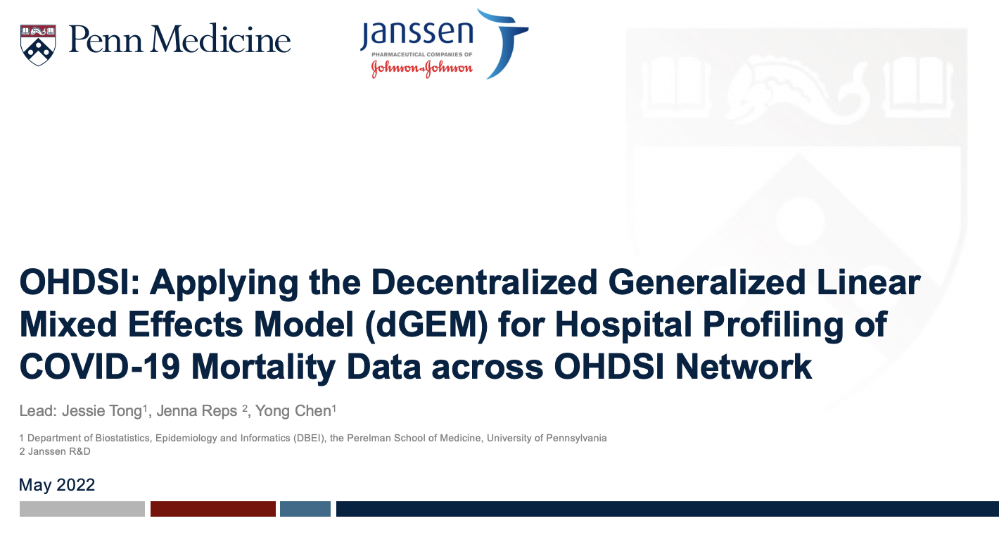 Penn Medicine
Janssen
PHARMACEUTICAL COMPANIES OF
Johnson & Johnson
OHDSI: Applying the Decentralized Generalized Linear
Mixed Effects Model (dGEM) for Hospital Profiling of
COVID-19 Mortality Data across OHDSI Network
Lead: Jessie Tong¹, Jenna Reps ², Yong Chen¹
1 Department of Biostatistics, Epidemiology and Informatics (DBEI), the Perelman School of Medicine, University of Pennsylvania
2 Janssen R&D
May 2022